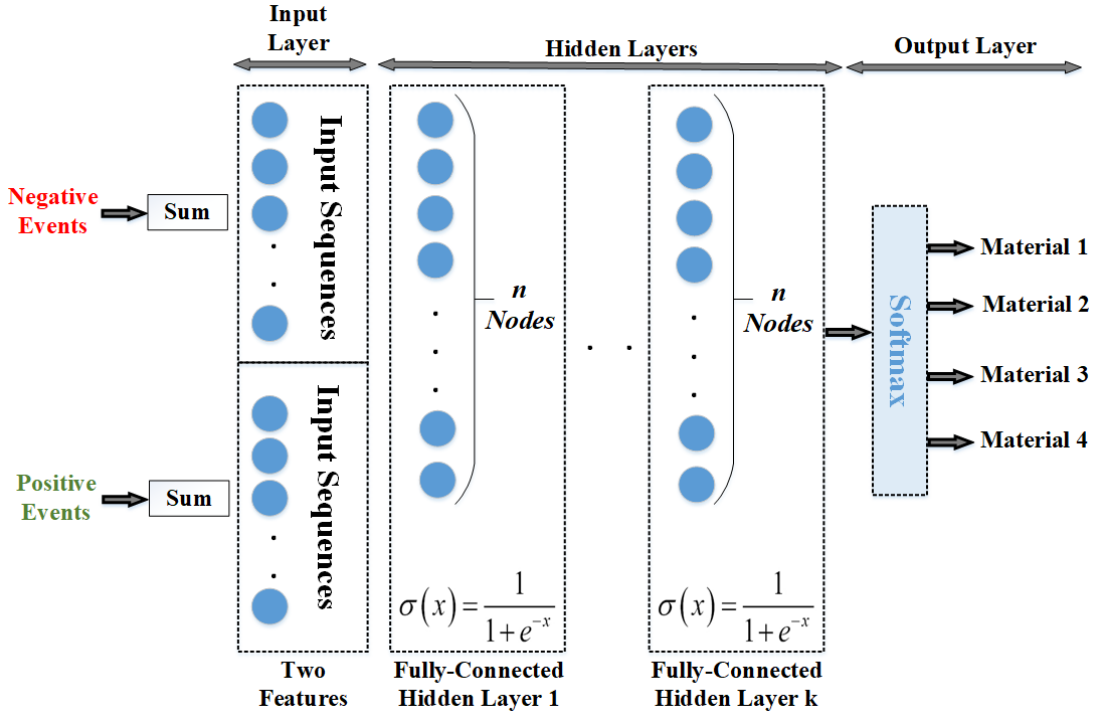 Input
Layer
Hidden Layers
Output Layer
Negative
Events
Sum
Input Sequences
Positive
Events
Sum
Input Sequences
n
Nodes
n
Nodes
σ(x) = 1 / (1 + e^{-x})
σ(x) = 1 / (1 + e^{-x})
Softmax
Material 1
Material 2
Material 3
Material 4
Two
Features
Fully-Connected
Hidden Layer 1
Fully-Connected
Hidden Layer k